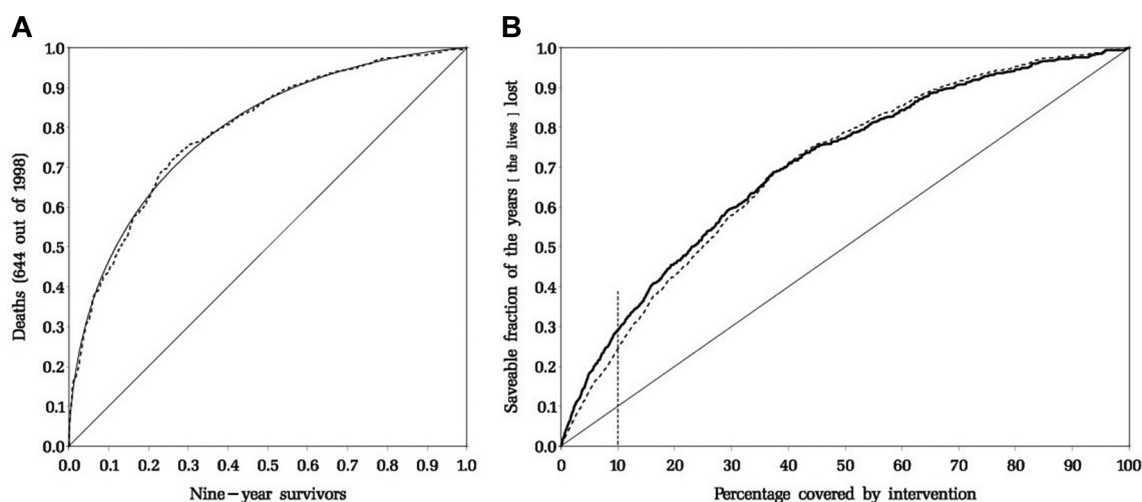 A
1.0
0.9
0.8
0.7
0.6
0.5
0.4
0.3
0.2
0.1
0.0
Deaths (644 out of 1998)
0.0 0.1 0.2 0.3 0.4 0.5 0.6 0.7 0.8 0.9 1.0
Nine-year survivors
B
1.0
0.9
0.8
0.7
0.6
0.5
0.4
0.3
0.2
0.1
0.0
Saveable fraction of the years [ the lives ] lost
0 10 20 30 40 50 60 70 80 90 100
Percentage covered by intervention